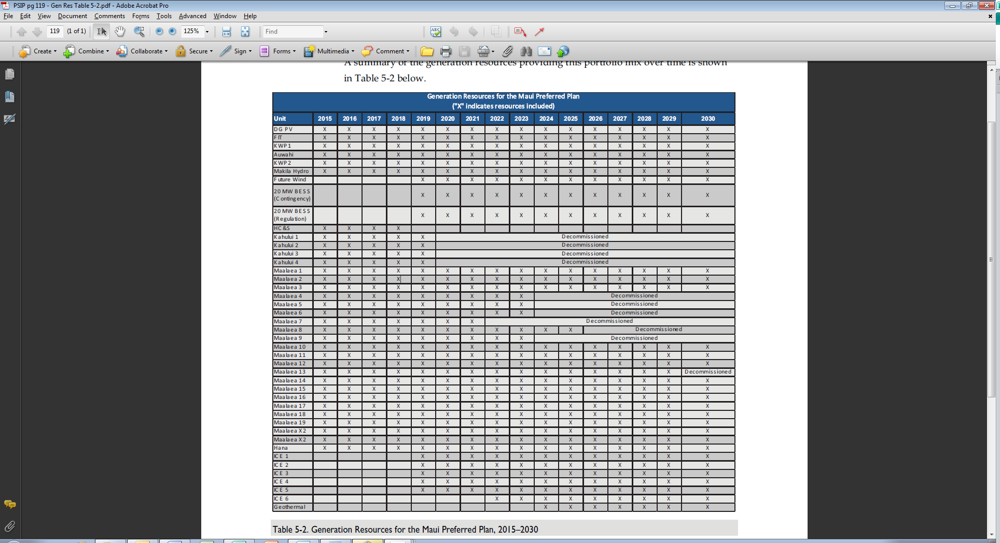 PSIP pg 119 - Gen Res Table 5-2.pdf - Adobe Acrobat Pro
File Edit View Document Comments Forms Tools Advanced Window Help
119 (1 of 1) 125% Find
Create Combine Collaborate Secure Sign Forms Multimedia Comment
A summary of the generation resources providing this portfolio mix over time is shown
in Table 5-2 below.
Generation Resources for the Maui Preferred Plan
("X" indicates resources included)
Unit 2015 2016 2017 2018 2019 2020 2021 2022 2023 2024 2025 2026 2027 2028 2029 2030
DG PV X X X X X X X X X X X X X X X X
FIT X X X X X X X X X X X X X X X X
KWP1 X X X X X X X X X X X X X X X X
Auwahi X X X X X X X X X X X X X X X X
KWP2 X X X X X X X X X X X X X X X X
Makila Hydro X X X X X X X X X X X X X X X X
Future Wind X X X X X X X X X X X X
20 MW BESS
(Contingency) X X X X X X X X X X X X
20 MW BESS
(Regulation) X X X X X X X X X X X X
HC&S X X X X
Kahului 1 X X X X X Decommissioned
Kahului 2 X X X X X Decommissioned
Kahului 3 X X X X X Decommissioned
Kahului 4 X X X X X Decommissioned
Maalaea 1 X X X X X X X X X X X X X X X X
Maalaea 2 X X X X X X X X X X X X X X X X
Maalaea 3 X X X X X X X X X X X X X X X X
Maalaea 4 X X X X X X X X X Decommissioned
Maalaea 5 X X X X X X X X X Decommissioned
Maalaea 6 X X X X X X X X X Decommissioned
Maalaea 7 X X X X X X X Decommissioned
Maalaea 8 X X X X X X X X X X X Decommissioned
Maalaea 9 X X X X X X X X X Decommissioned
Maalaea 10 X X X X X X X X X X X X X X X X
Maalaea 11 X X X X X X X X X X X X X X X X
Maalaea 12 X X X X X X X X X X X X X X X X
Maalaea 13 X X X X X X X X X X X X X X X Decommissioned
Maalaea 14 X X X X X X X X X X X X X X X X
Maalaea 15 X X X X X X X X X X X X X X X X
Maalaea 16 X X X X X X X X X X X X X X X X
Maalaea 17 X X X X X X X X X X X X X X X X
Maalaea 18 X X X X X X X X X X X X X X X X
Maalaea 19 X X X X X X X X X X X X X X X X
Maalaea X2 X X X X X X X X X X X X X X X X
Maalaea X2 X X X X X X X X X X X X X X X X
Hana X X X X X X X X X X X X X X X X
ICE 1 X X X X X X X X X X X X
ICE 2 X X X X X X X X X X X X
ICE 3 X X X X X X X X X X X X
ICE 4 X X X X X X X X X X X X
ICE 5 X X X X X X X X X X X X
ICE 6 X X X X X X X X X
Geothermal X X X X X X X
Table 5-2. Generation Resources for the Maui Preferred Plan, 2015–2030